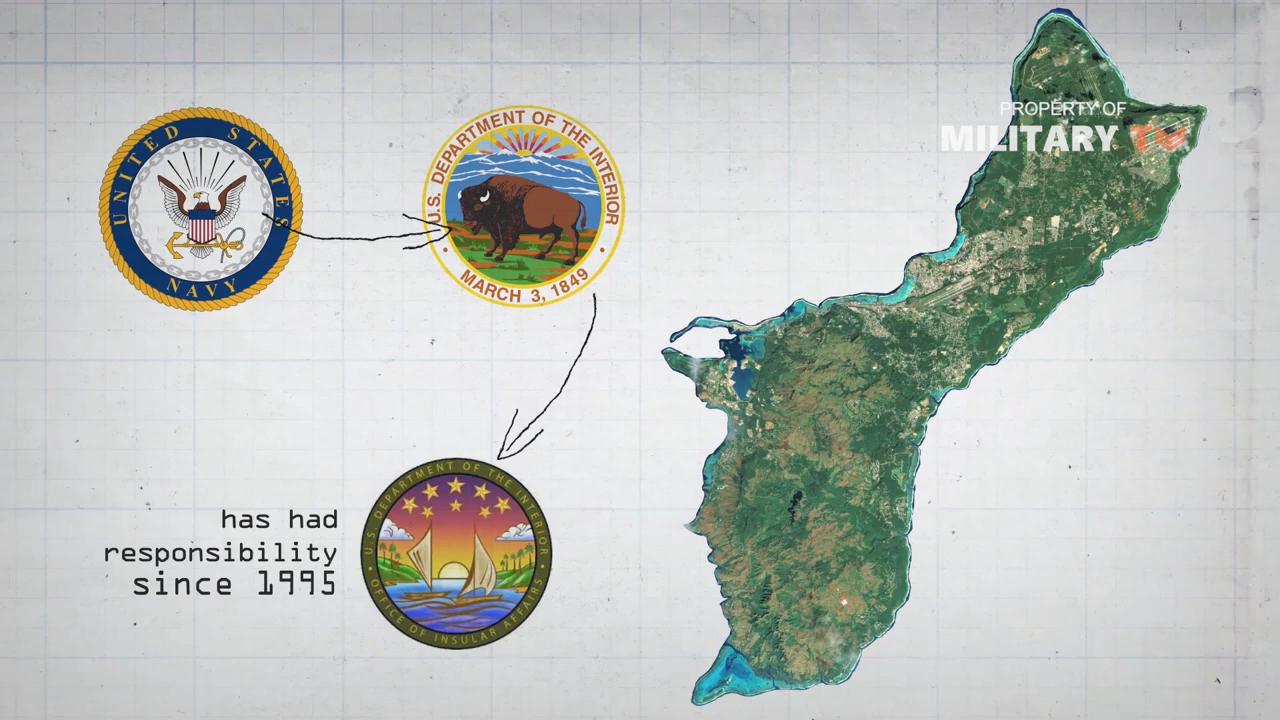 PROPERTY OF
MILITARY TV
UNITED STATES
NAVY
U.S. DEPARTMENT OF THE INTERIOR
MARCH 3, 1849
U.S. DEPARTMENT OF THE INTERIOR
OFFICE OF INSULAR AFFAIRS
has had
responsibility
since 1995